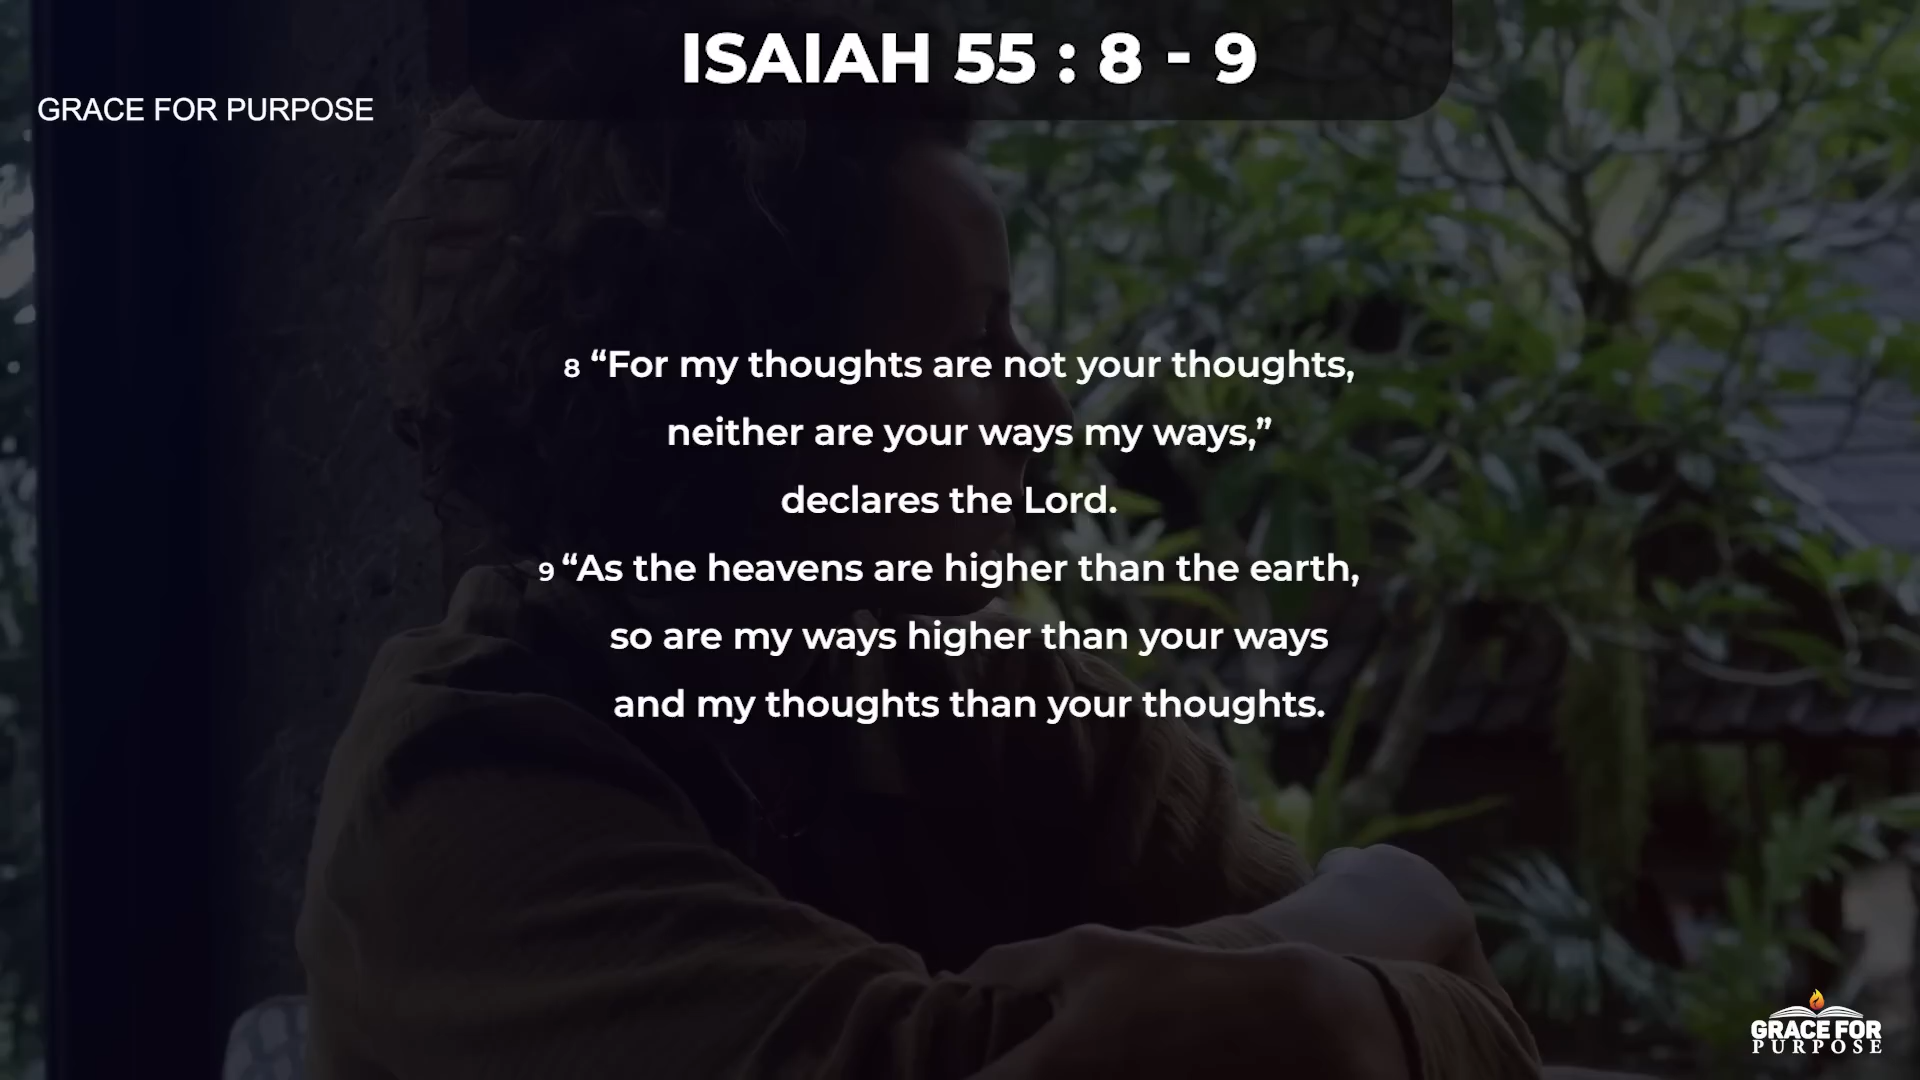 ISAIAH 55 : 8 - 9
GRACE FOR PURPOSE
8 “For my thoughts are not your thoughts,
neither are your ways my ways,”
declares the Lord.
9 “As the heavens are higher than the earth,
so are my ways higher than your ways
and my thoughts than your thoughts.
GRACE FOR
PURPOSE